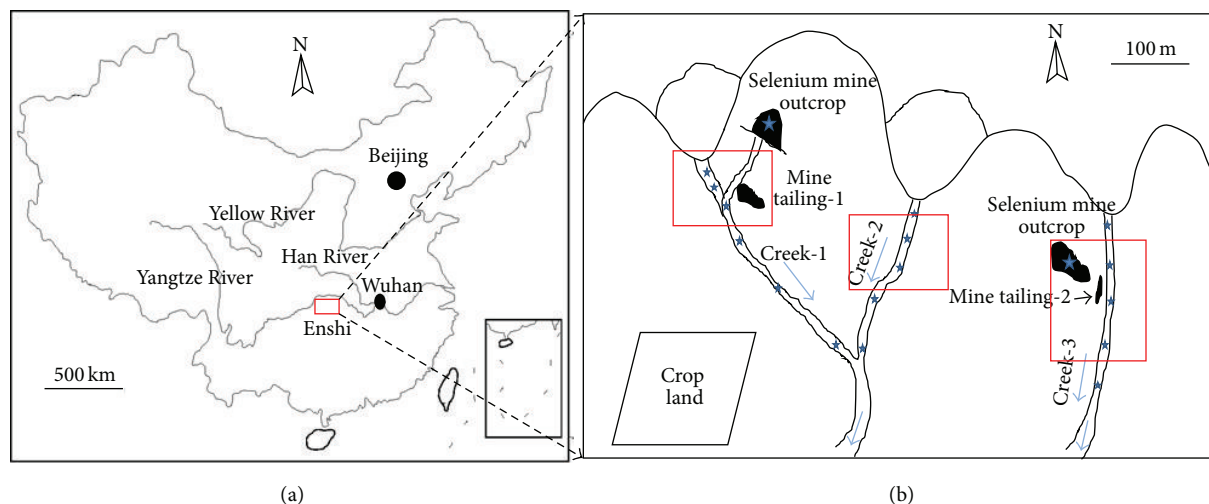 N
Beijing
Yellow River
Han River
Yangtze River
Wuhan
Enshi
500 km
(a)
N
100 m
Selenium mine
outcrop
Mine
tailing-1
Creek-1
Creek-2
Selenium mine
outcrop
Mine tailing-2
Creek-3
Crop
land
(b)